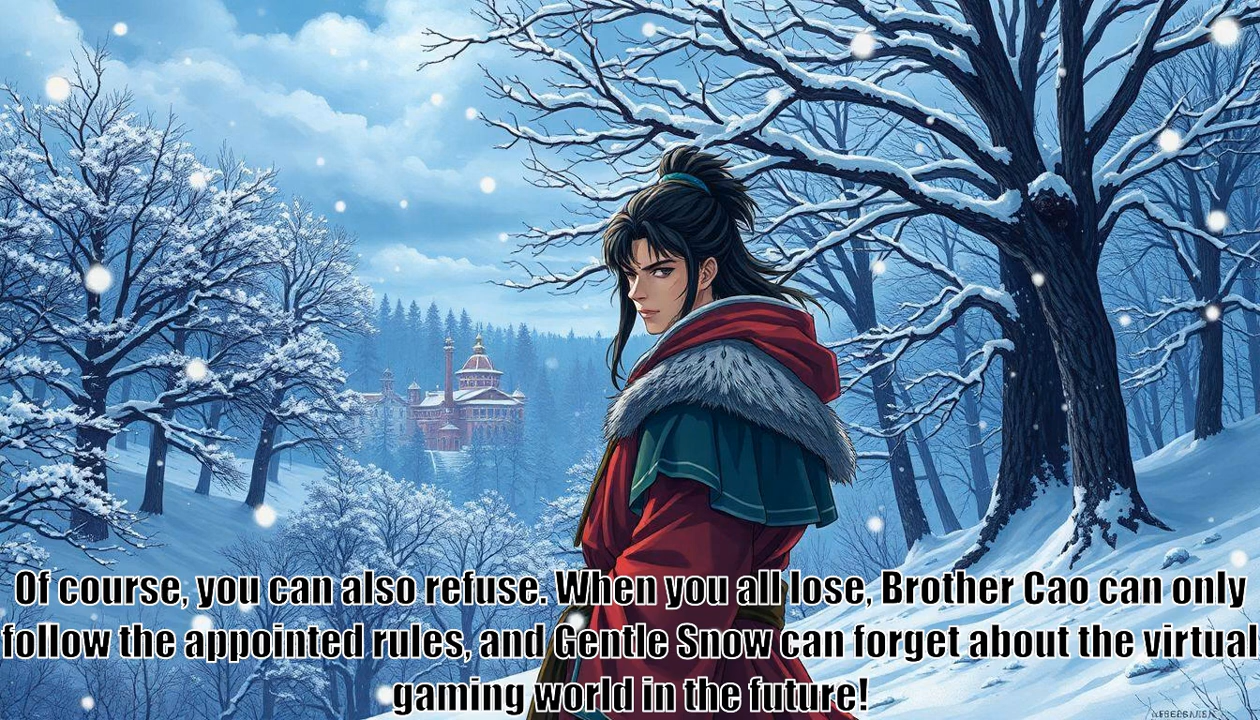 Of course, you can also refuse. When you all lose, Brother Cao can only
follow the appointed rules, and Gentle Snow can forget about the virtual
gaming world in the future!